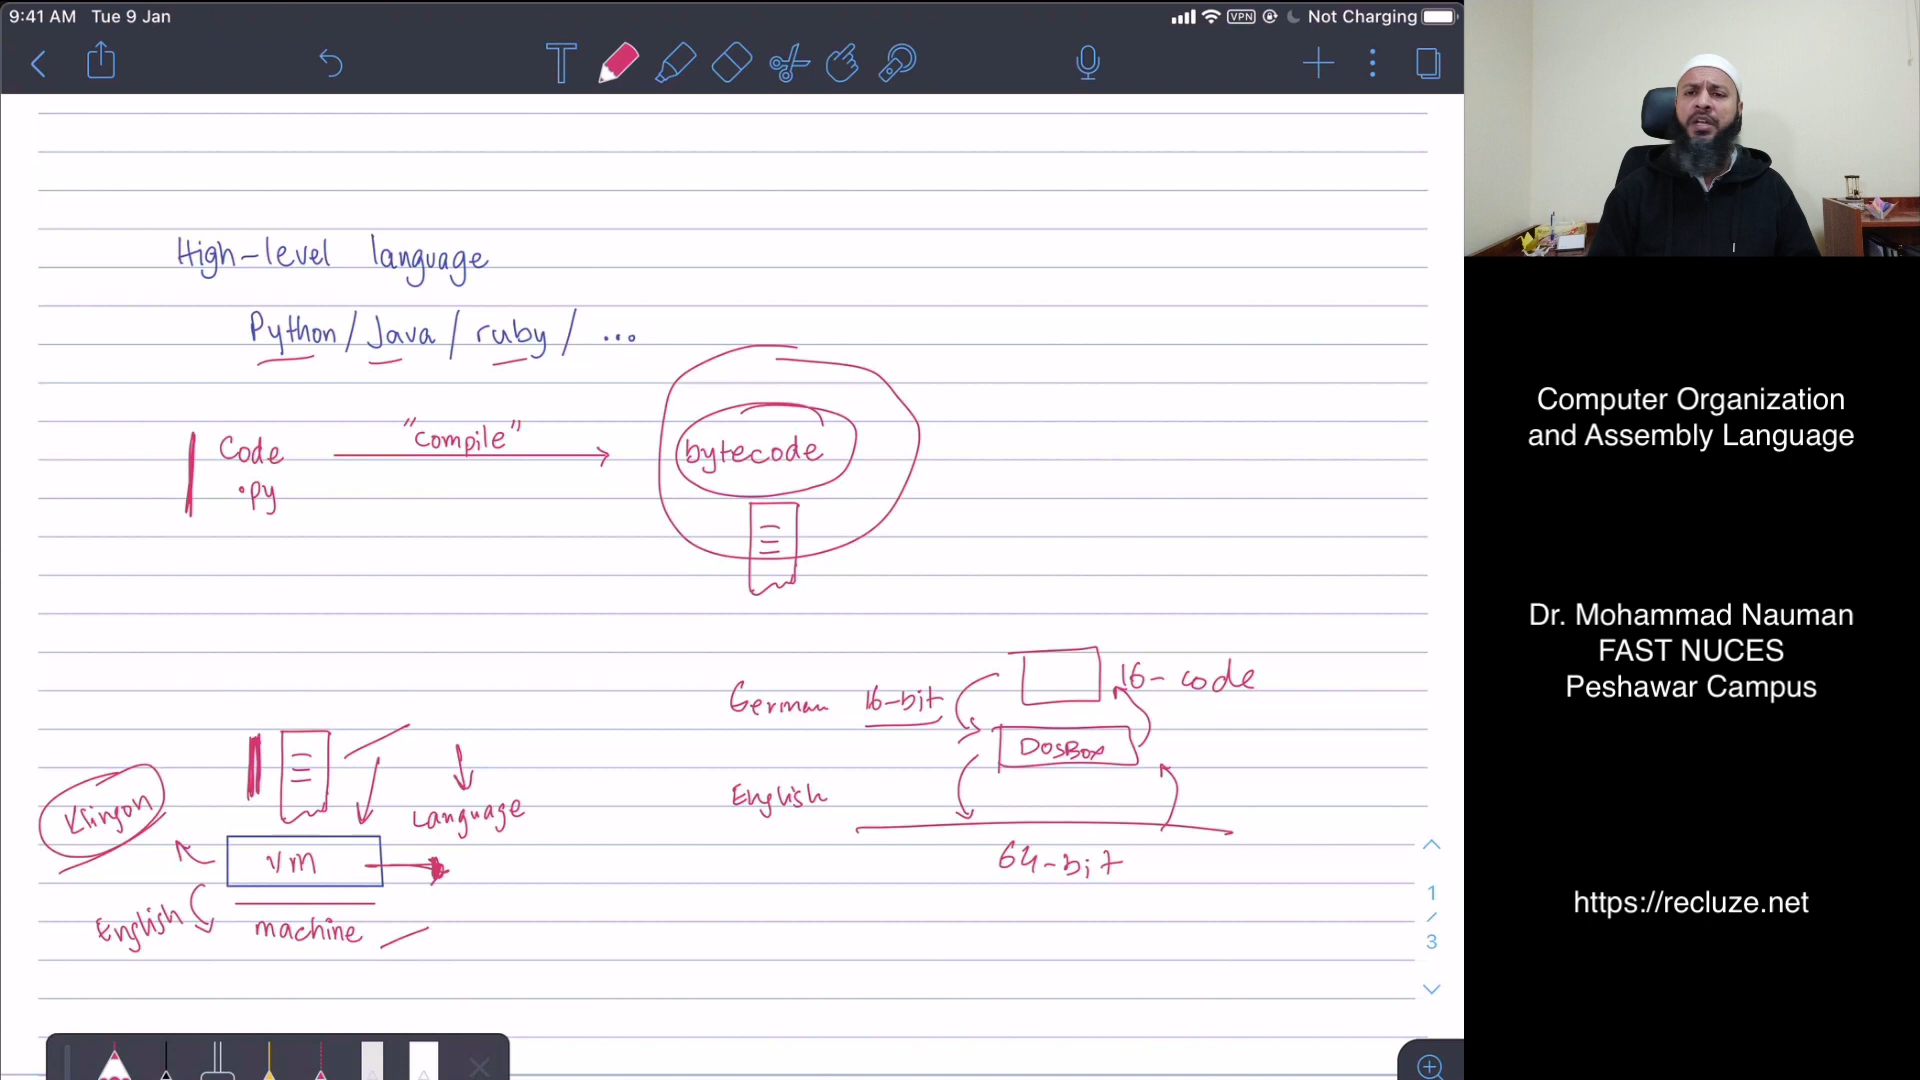 9:41 AM Tue 9 Jan
VPN Not Charging
T
High-level language
Python / Java / ruby / ...
Code "compile" bytecode
.py
16-code
German 16-bit
DosBox
English
64-bit
Klingon
Language
VM
English
machine
1
/
3
Computer Organization
and Assembly Language
Dr. Mohammad Nauman
FAST NUCES
Peshawar Campus
https://recluze.net